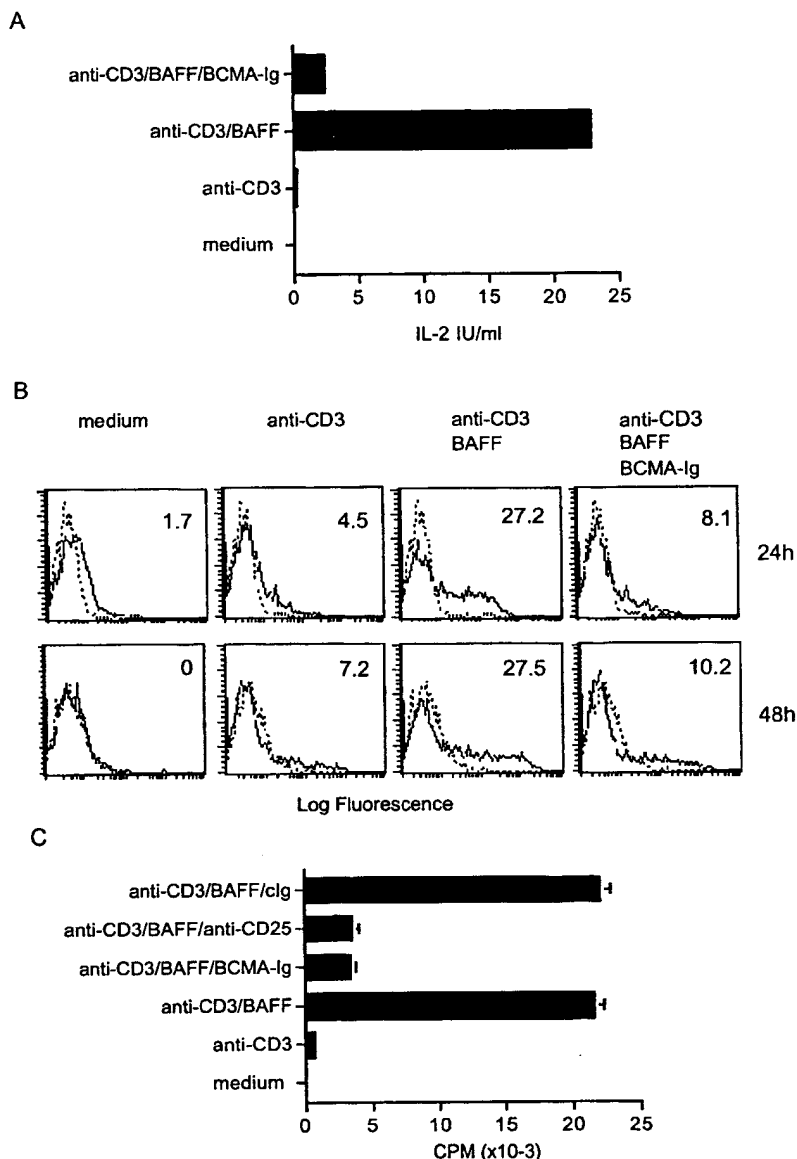 A
anti-CD3/BAFF/BCMA-Ig
anti-CD3/BAFF
anti-CD3
medium
0 5 10 15 20 25
IL-2 IU/ml
B
medium anti-CD3 anti-CD3 anti-CD3
BAFF BAFF
BCMA-Ig
1.7 4.5 27.2 8.1 24h
0 7.2 27.5 10.2 48h
Log Fluorescence
C
anti-CD3/BAFF/cIg
anti-CD3/BAFF/anti-CD25
anti-CD3/BAFF/BCMA-Ig
anti-CD3/BAFF
anti-CD3
medium
0 5 10 15 20 25
CPM (x10-3)